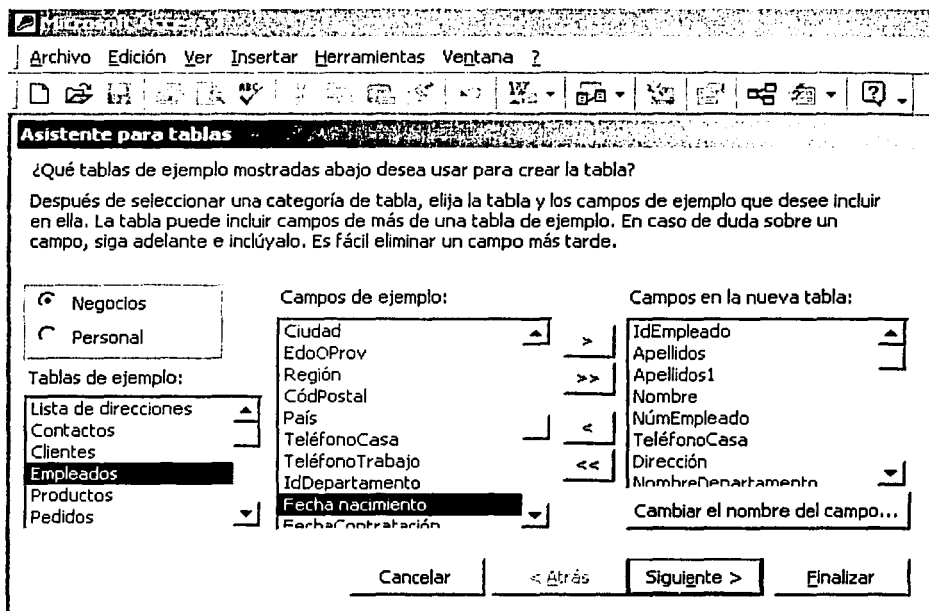 Microsoft Access
Archivo Edición Ver Insertar Herramientas Ventana ?
Asistente para tablas
¿Qué tablas de ejemplo mostradas abajo desea usar para crear la tabla?
Después de seleccionar una categoría de tabla, elija la tabla y los campos de ejemplo que desee incluir
en ella. La tabla puede incluir campos de más de una tabla de ejemplo. En caso de duda sobre un
campo, siga adelante e inclúyalo. Es fácil eliminar un campo más tarde.
Negocios
Personal
Tablas de ejemplo:
Lista de direcciones
Contactos
Clientes
Empleados
Productos
Pedidos
Campos de ejemplo:
Ciudad
EdoOProv
Región
CódPostal
País
TeléfonoCasa
TeléfonoTrabajo
IdDepartamento
Fecha nacimiento
FechaContratación
>
>>
<
<<
Campos en la nueva tabla:
IdEmpleado
Apellidos
Apellidos1
Nombre
NúmEmpleado
TeléfonoCasa
Dirección
NombreDepartamento
Cambiar el nombre del campo...
Cancelar
< Atrás
Siguiente >
Finalizar